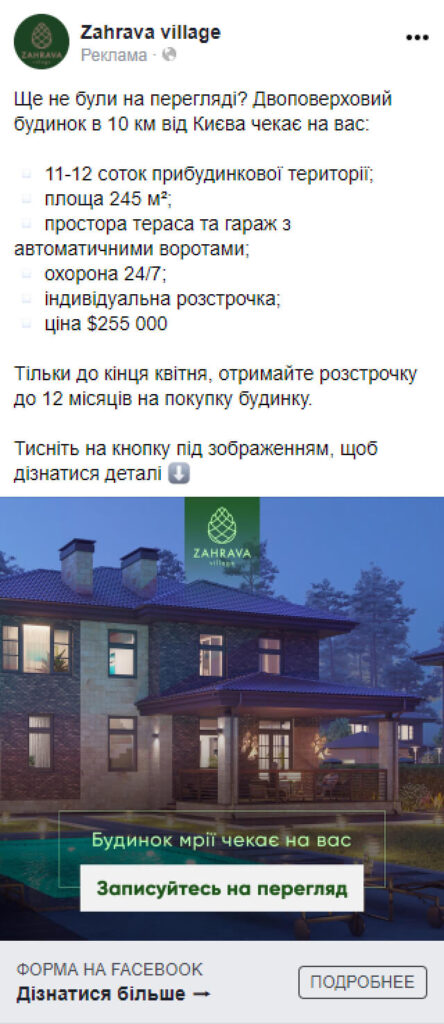 Zahrava village
Реклама ·
ZAHRAVA
village
Ще не були на перегляді? Двоповерховий
будинок в 10 км від Києва чекає на вас:
11-12 соток прибудинкової території;
площа 245 м²;
простора тераса та гараж з
автоматичними воротами;
охорона 24/7;
індивідуальна розстрочка;
ціна $255 000
Тільки до кінця квітня, отримайте розстрочку
до 12 місяців на покупку будинку.
Тисніть на кнопку під зображенням, щоб
дізнатися деталі ⬇️
ZAHRAVA
village
Будинок мрії чекає на вас
Записуйтесь на перегляд
ФОРМА НА FACEBOOK
Дізнатися більше →
ПОДРОБНЕЕ